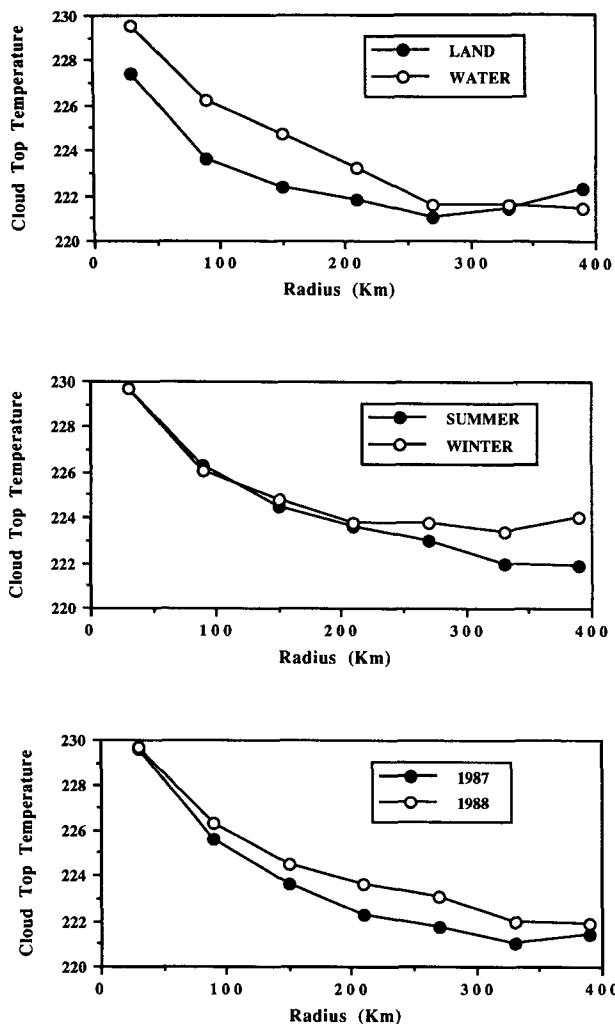 230
228
226
224
222
220
Cloud Top Temperature
LAND
WATER
0 100 200 300 400
Radius (Km)
230
228
226
224
222
220
Cloud Top Temperature
SUMMER
WINTER
0 100 200 300 400
Radius (Km)
230
228
226
224
222
220
Cloud Top Temperature
1987
1988
0 100 200 300 400
Radius (Km)